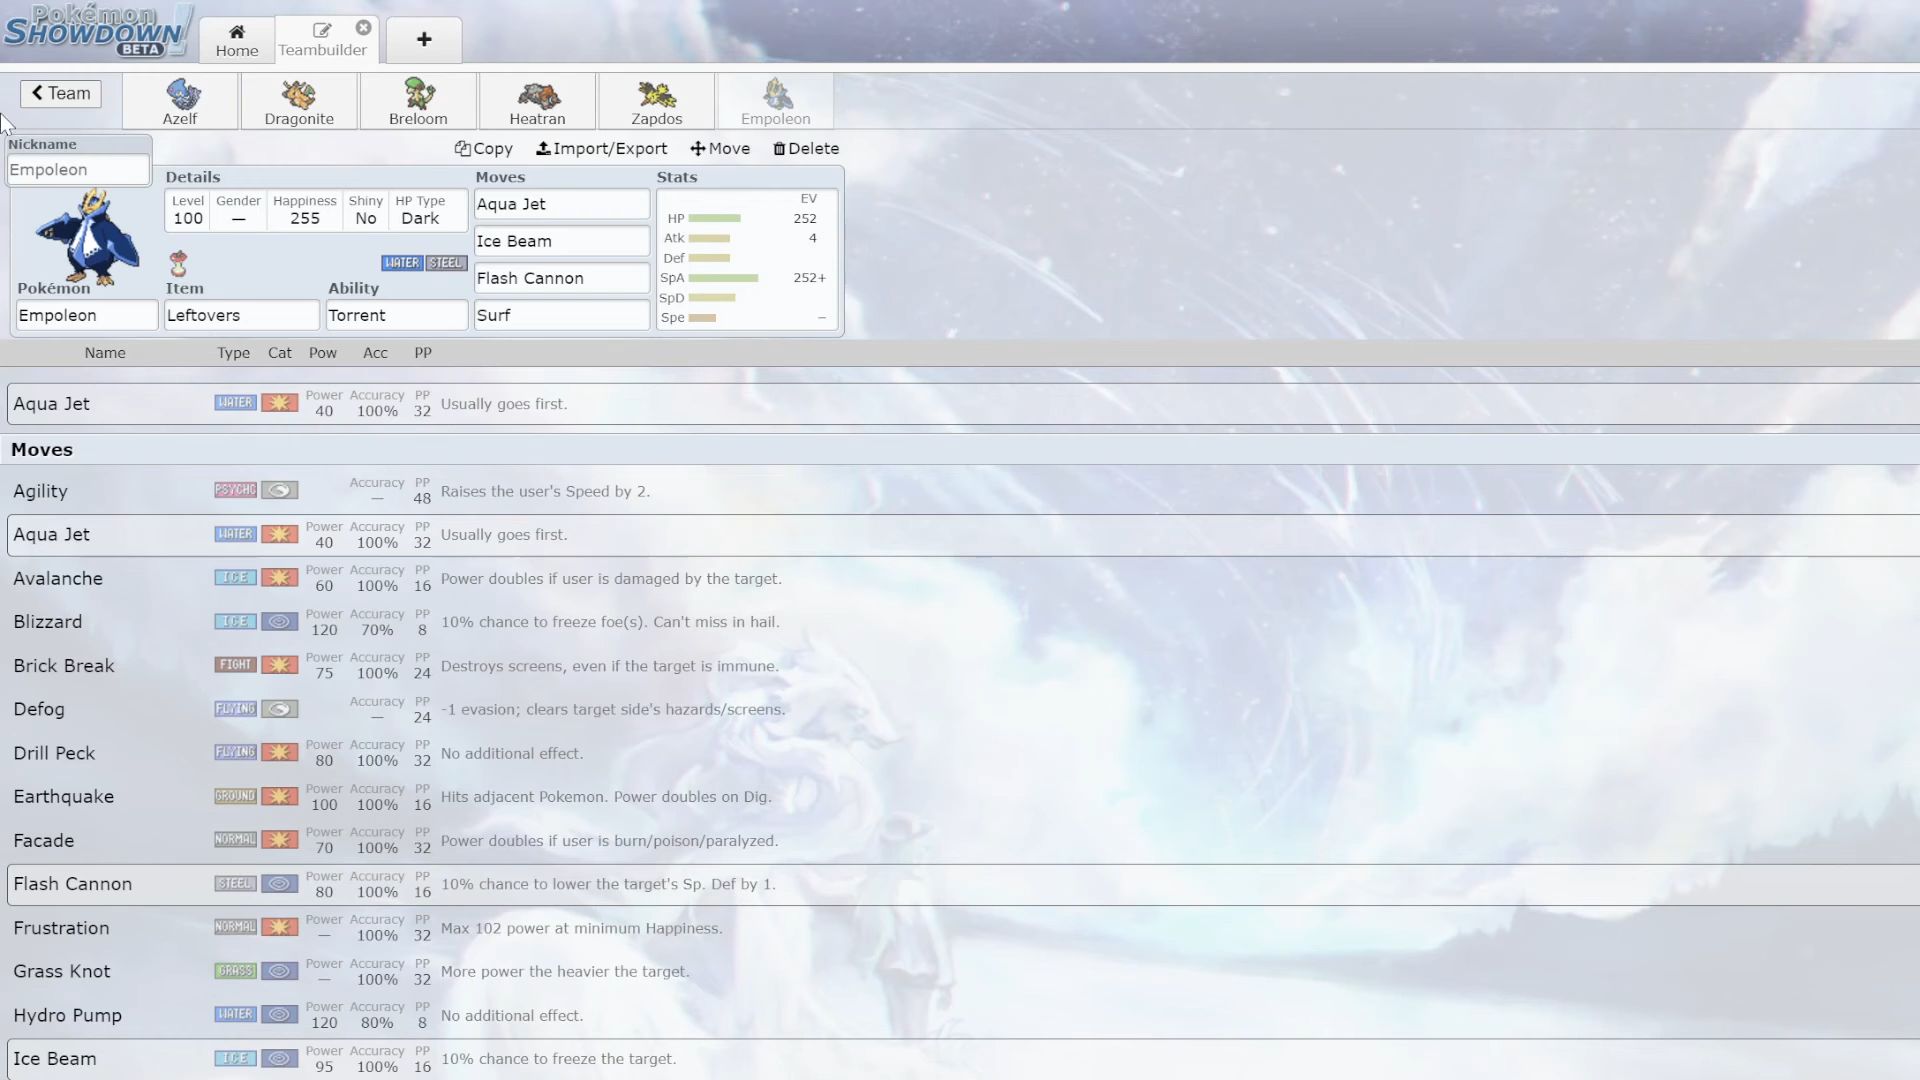 Pokémon
SHOWDOWN!
BETA
Home
Teambuilder
+
Team
Azelf
Dragonite
Breloom
Heatran
Zapdos
Empoleon
Copy Import/Export Move Delete
Nickname
Empoleon
Details
Level Gender Happiness Shiny HP Type
100 — 255 No Dark
WATER STEEL
Pokémon Item Ability
Empoleon Leftovers Torrent
Moves
Aqua Jet
Ice Beam
Flash Cannon
Surf
Stats
EV
HP 252
Atk 4
Def
SpA 252+
SpD
Spe –
Name Type Cat Pow Acc PP
Aqua Jet WATER Power 40 Accuracy 100% PP 32 Usually goes first.
Moves
Agility PSYCHC Accuracy — PP 48 Raises the user's Speed by 2.
Aqua Jet WATER Power 40 Accuracy 100% PP 32 Usually goes first.
Avalanche ICE Power 60 Accuracy 100% PP 16 Power doubles if user is damaged by the target.
Blizzard ICE Power 120 Accuracy 70% PP 8 10% chance to freeze foe(s). Can't miss in hail.
Brick Break FIGHT Power 75 Accuracy 100% PP 24 Destroys screens, even if the target is immune.
Defog FLYING Accuracy — PP 24 -1 evasion; clears target side's hazards/screens.
Drill Peck FLYING Power 80 Accuracy 100% PP 32 No additional effect.
Earthquake GROUND Power 100 Accuracy 100% PP 16 Hits adjacent Pokemon. Power doubles on Dig.
Facade NORMAL Power 70 Accuracy 100% PP 32 Power doubles if user is burn/poison/paralyzed.
Flash Cannon STEEL Power 80 Accuracy 100% PP 16 10% chance to lower the target's Sp. Def by 1.
Frustration NORMAL Power — Accuracy 100% PP 32 Max 102 power at minimum Happiness.
Grass Knot GRASS Power — Accuracy 100% PP 32 More power the heavier the target.
Hydro Pump WATER Power 120 Accuracy 80% PP 8 No additional effect.
Ice Beam ICE Power 95 Accuracy 100% PP 16 10% chance to freeze the target.